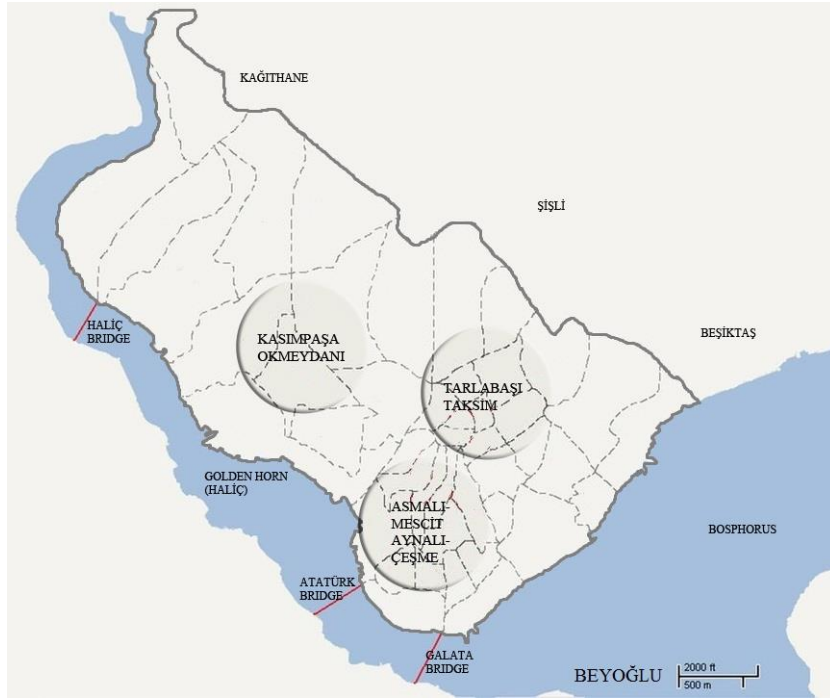 KAĞITHANE
ŞİŞLİ
BEŞİKTAŞ
HALİÇ
BRIDGE
KASIMPAŞA
OKMEYDANI
TARLABAŞI
TAKSİM
GOLDEN HORN
(HALİÇ)
ASMALI-
MESCİT
AYNALI-
ÇEŞME
BOSPHORUS
ATATÜRK
BRIDGE
GALATA
BRIDGE
BEYOĞLU
2000 ft
500 m